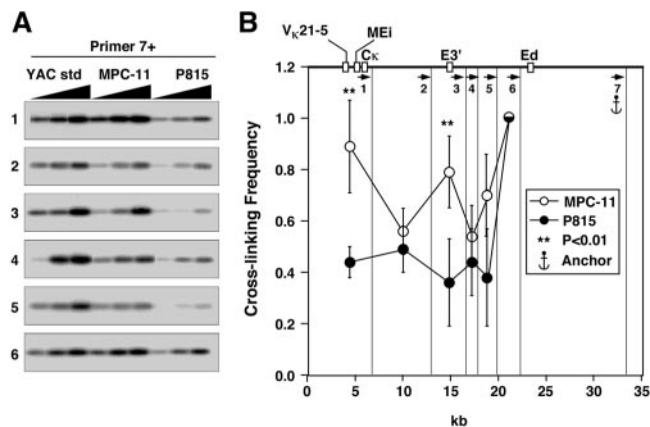 A
Primer 7+
YAC std MPC-11 P815
1
2
3
4
5
6
B
Vκ21-5
MEi
Cκ
E3'
Ed
1 2 3 4 5 6 7
** **
Cross-linking Frequency
1.2
1.0
0.8
0.6
0.4
0.2
0.0
MPC-11
P815
** P<0.01
Anchor
0 5 10 15 20 25 30 35
kb